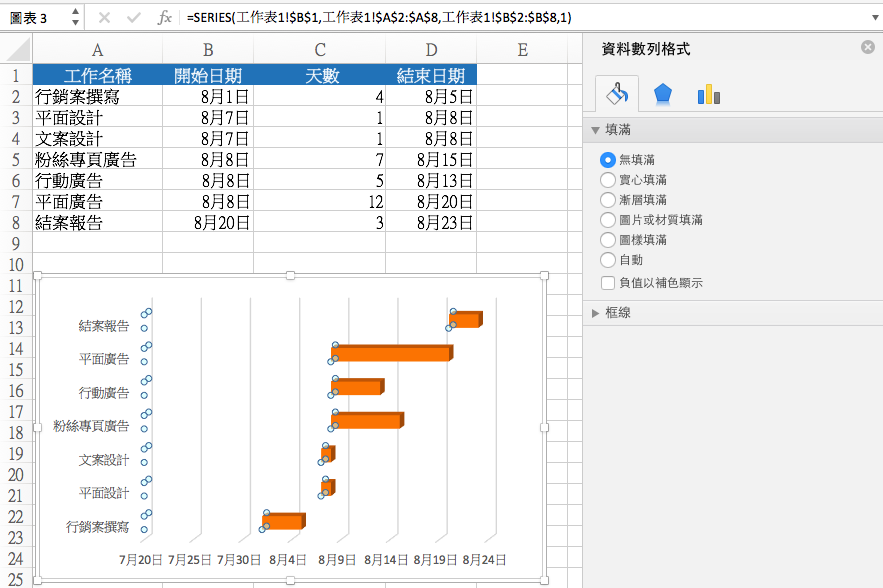 圖表 3 fx =SERIES(工作表1!$B$1,工作表1!$A$2:$A$8,工作表1!$B$2:$B$8,1)
A B C D E
1 工作名稱 開始日期 天數 結束日期
2 行銷案撰寫 8月1日 4 8月5日
3 平面設計 8月7日 1 8月8日
4 文案設計 8月7日 1 8月8日
5 粉絲專頁廣告 8月8日 7 8月15日
6 行動廣告 8月8日 5 8月13日
7 平面廣告 8月8日 12 8月20日
8 結案報告 8月20日 3 8月23日
9
10
11
12
13
14
15
16
17
18
19
20
21
22
23
24
25
結案報告
平面廣告
行動廣告
粉絲專頁廣告
文案設計
平面設計
行銷案撰寫
7月20日 7月25日 7月30日 8月4日 8月9日 8月14日 8月19日 8月24日
資料數列格式
填滿
無填滿
實心填滿
漸層填滿
圖片或材質填滿
圖樣填滿
自動
負值以補色顯示
框線